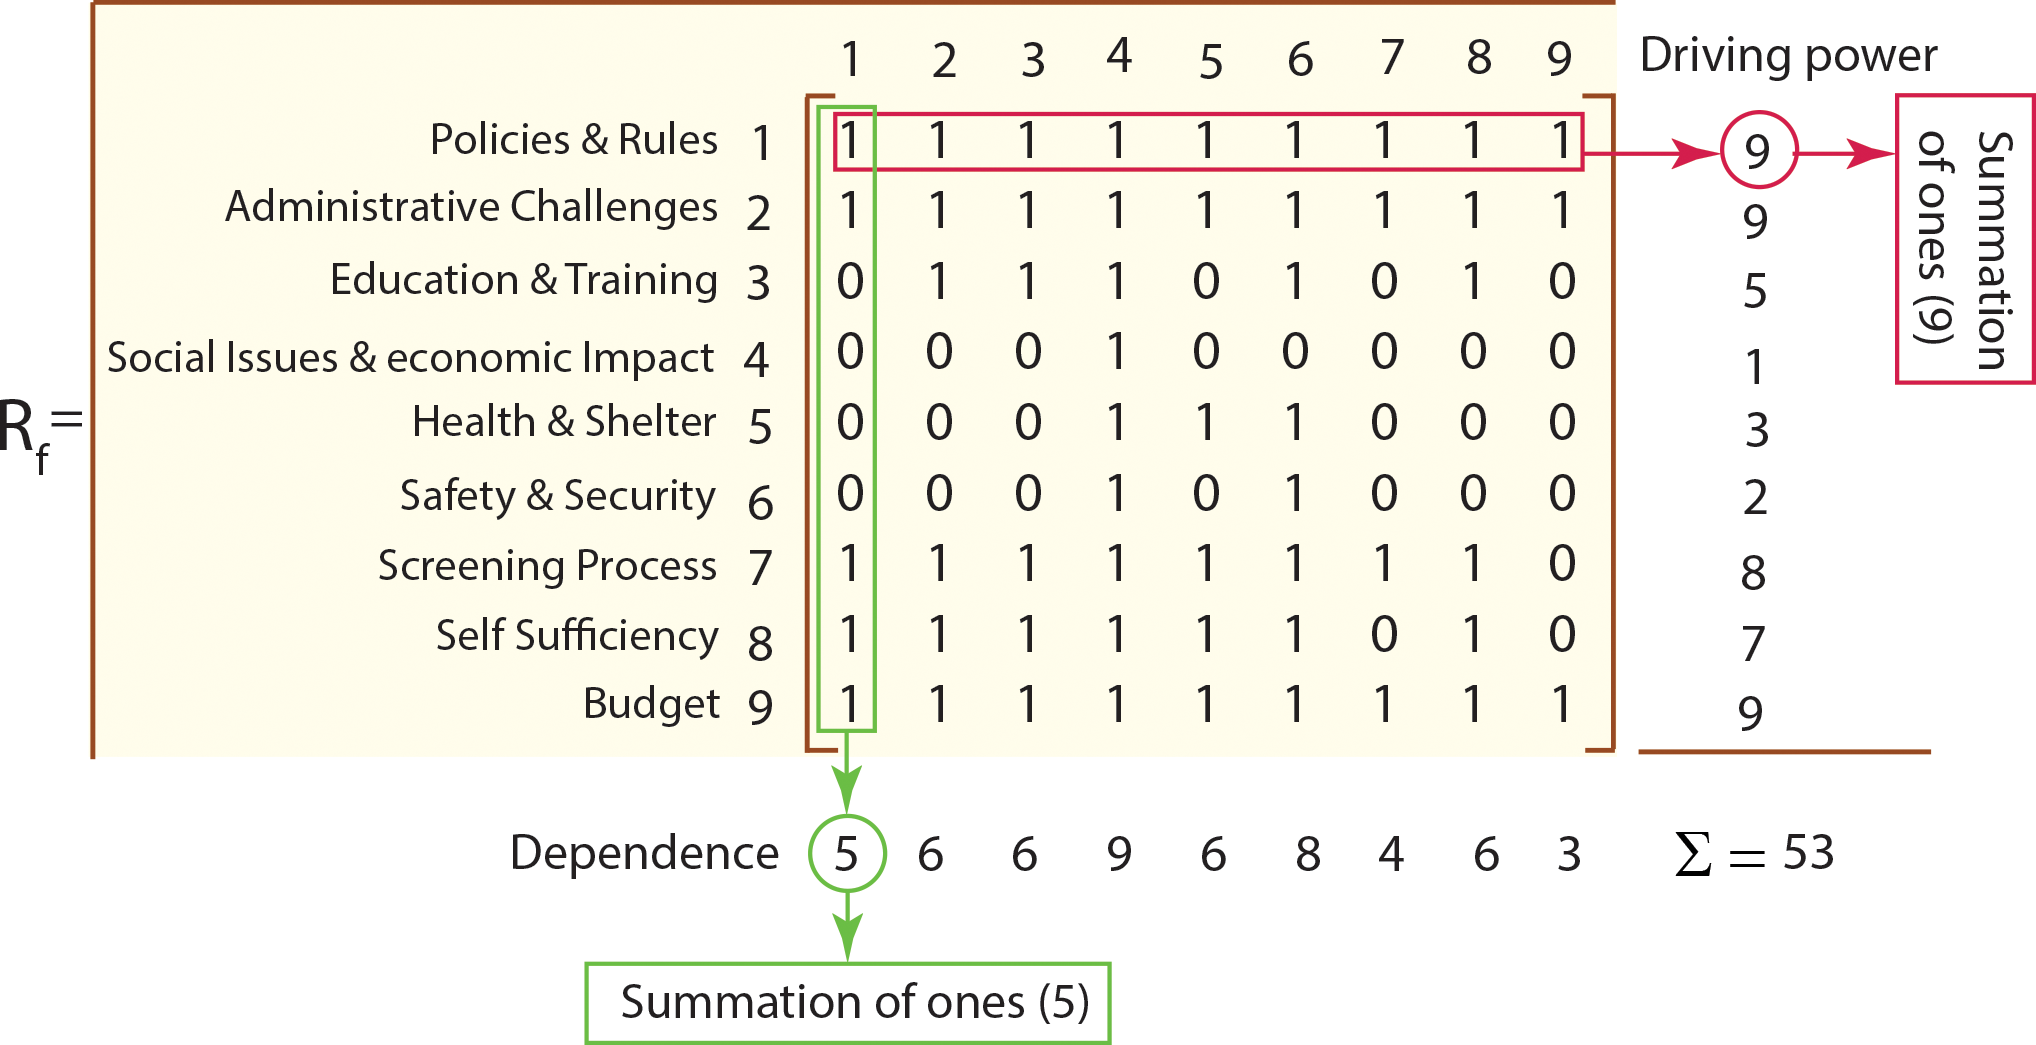 1 2 3 4 5 6 7 8 9 Driving power
Policies & Rules 1 1 1 1 1 1 1 1 1 1 9
Administrative Challenges 2 1 1 1 1 1 1 1 1 1 9
Education & Training 3 0 1 1 1 0 1 0 1 0 5
Social Issues & economic Impact 4 0 0 0 1 0 0 0 0 0 1
Health & Shelter 5 0 0 0 1 1 1 0 0 0 3
Safety & Security 6 0 0 0 1 0 1 0 0 0 2
Screening Process 7 1 1 1 1 1 1 1 1 0 8
Self Sufficiency 8 1 1 1 1 1 1 0 1 0 7
Budget 9 1 1 1 1 1 1 1 1 1 9
Rf =
Summation
of ones (9)
Dependence 5 6 6 9 6 8 4 6 3 Σ = 53
Summation of ones (5)